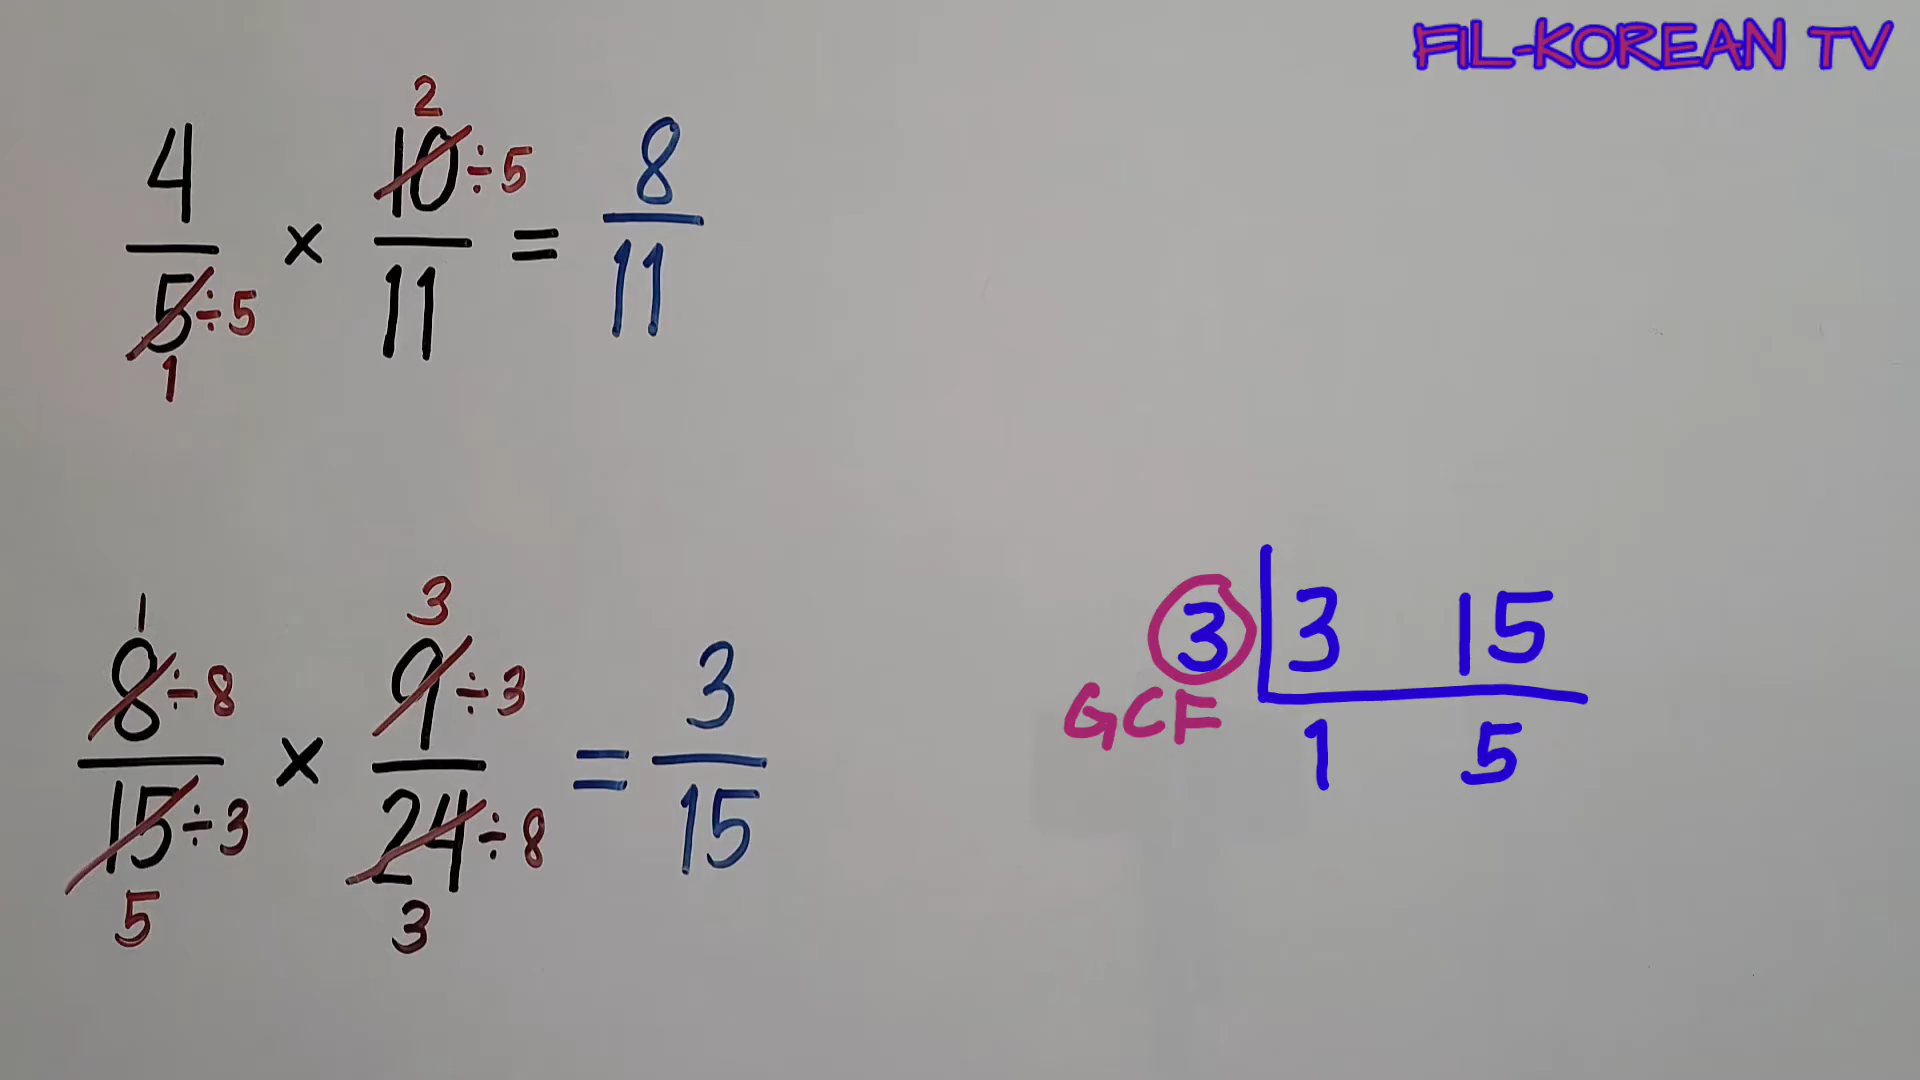 FIL-KOREAN TV
2
4 × 10 ÷5 = 8
5 ÷5 11 11
1
1 3
8 ÷8 × 9 ÷3 = 3
15 ÷3 24 ÷8 15
5 3
3 3 15
GCF
1 5